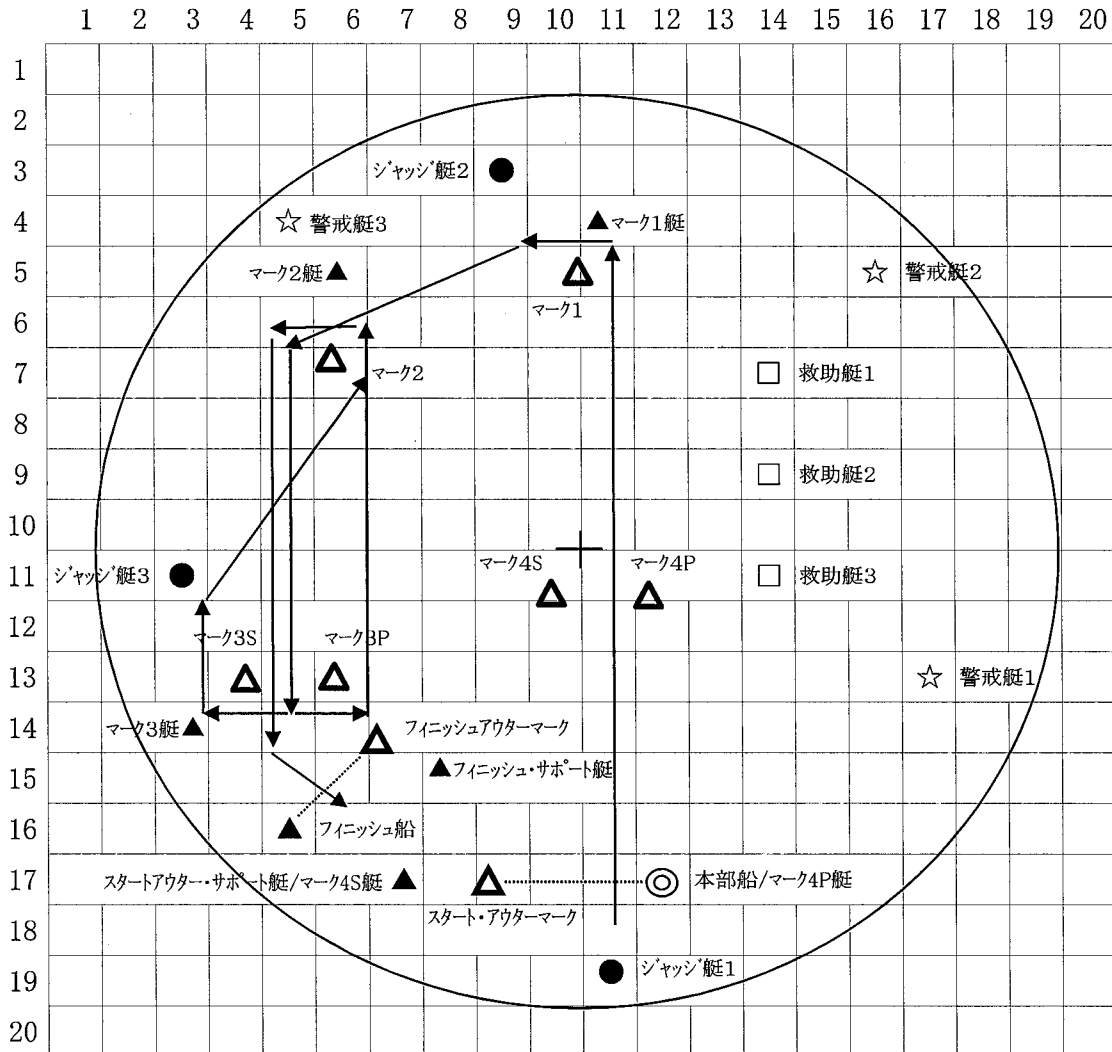 1 2 3 4 5 6 7 8 9 10 11 12 13 14 15 16 17 18 19 20
1
2
3
ジャッジ艇2
4
警戒艇3
マーク1艇
5
マーク2艇
警戒艇2
マーク1
6
7
マーク2
救助艇1
8
9
救助艇2
10
マーク4S
マーク4P
11
ジャッジ艇3
救助艇3
12
マーク3S
マーク3P
13
警戒艇1
14
マーク3艇
フィニッシュアウターマーク
15
フィニッシュ・サポート艇
16
フィニッシュ船
17
スタートアウター・サポート艇/マーク4S艇
本部船/マーク4P艇
スタート・アウターマーク
18
19
ジャッジ艇1
20